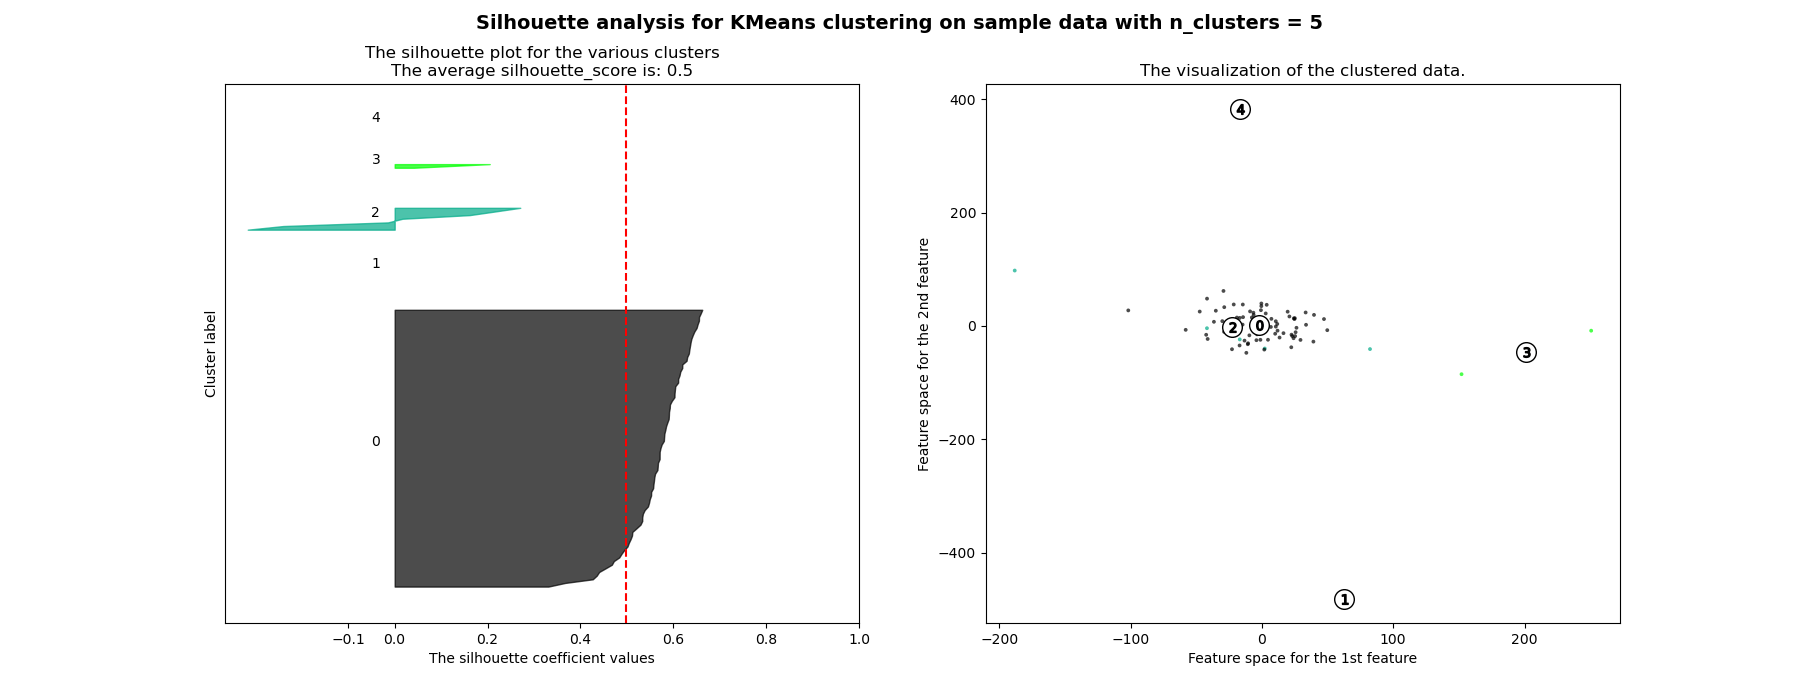 Silhouette analysis for KMeans clustering on sample data with n_clusters = 5
The silhouette plot for the various clusters
The average silhouette_score is: 0.5
4
3
2
1
0
Cluster label
−0.1 0.0 0.2 0.4 0.6 0.8 1.0
The silhouette coefficient values
The visualization of the clustered data.
400
200
0
−200
−400
Feature space for the 2nd feature
4
2 0
3
1
−200 −100 0 100 200
Feature space for the 1st feature